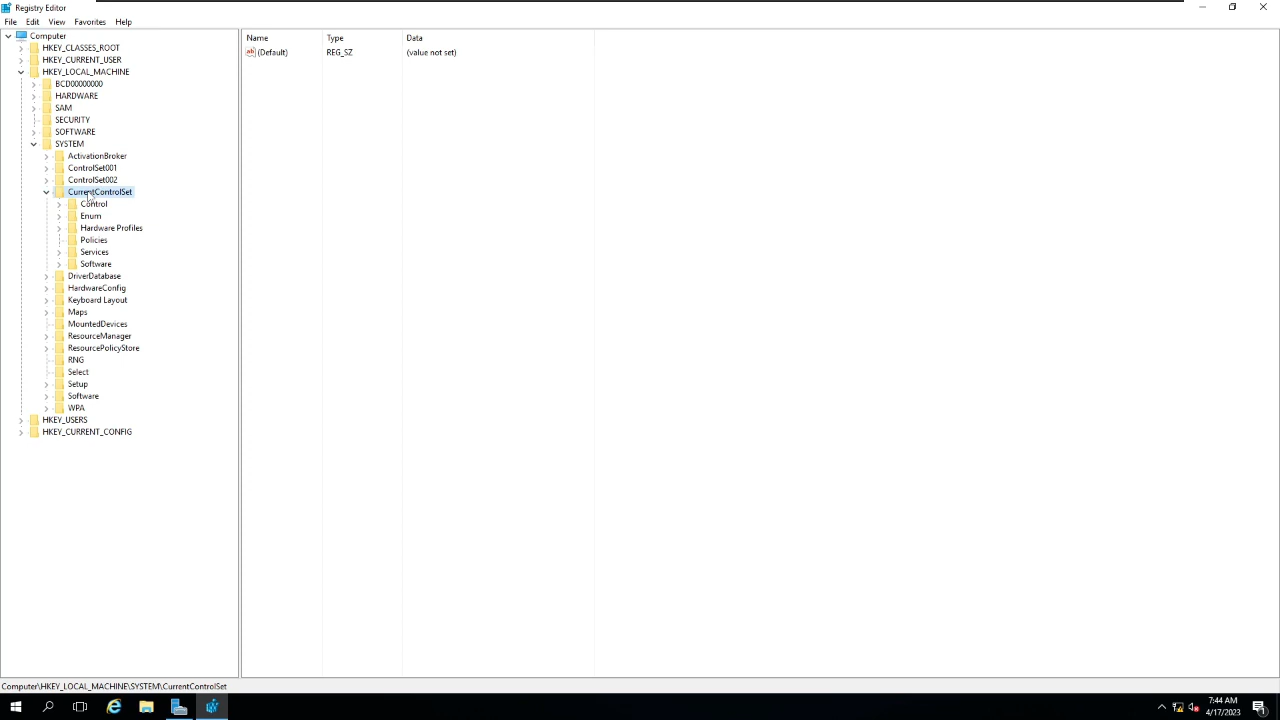 Registry Editor
File Edit View Favorites Help
Computer
HKEY_CLASSES_ROOT
HKEY_CURRENT_USER
HKEY_LOCAL_MACHINE
BCD00000000
HARDWARE
SAM
SECURITY
SOFTWARE
SYSTEM
ActivationBroker
ControlSet001
ControlSet002
CurrentControlSet
Control
Enum
Hardware Profiles
Policies
Services
Software
DriverDatabase
HardwareConfig
Keyboard Layout
Maps
MountedDevices
ResourceManager
ResourcePolicyStore
RNG
Select
Setup
Software
WPA
HKEY_USERS
HKEY_CURRENT_CONFIG
Name Type Data
ab (Default) REG_SZ (value not set)
Computer\HKEY_LOCAL_MACHINE\SYSTEM\CurrentControlSet
7:44 AM
4/17/2023
1